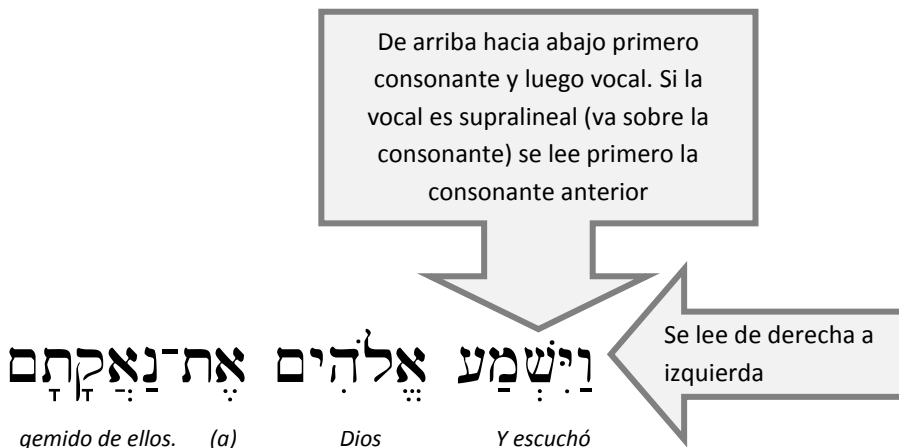 De arriba hacia abajo primero
consonante y luego vocal. Si la
vocal es supralineal (va sobre la
consonante) se lee primero la
consonante anterior
Se lee de derecha a
izquierda
וַיִּשְׁמַע אֱלֹהִים אֶת־נַאֲקָתָם
gemido de ellos. (a) Dios Y escuchó